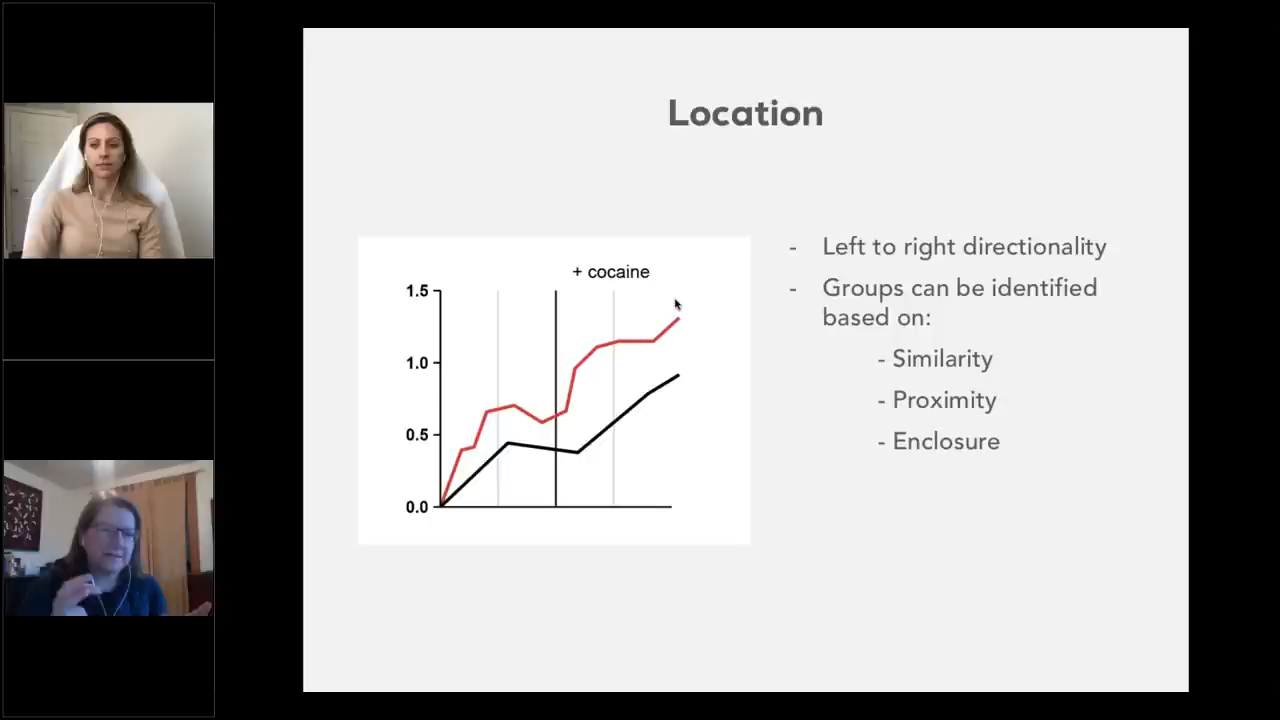 Location
+ cocaine
1.5
1.0
0.5
0.0
- Left to right directionality
- Groups can be identified
based on:
- Similarity
- Proximity
- Enclosure